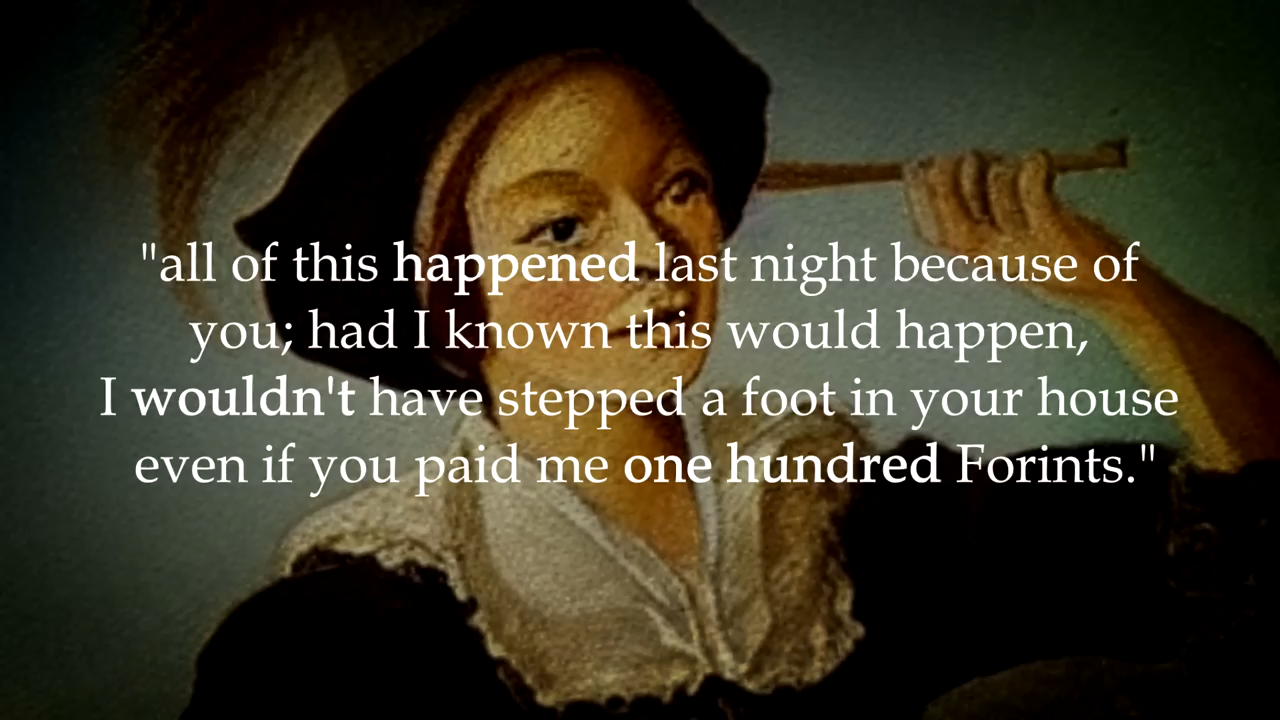 "all of this happened last night because of
you; had I known this would happen,
I wouldn't have stepped a foot in your house
even if you paid me one hundred Forints."